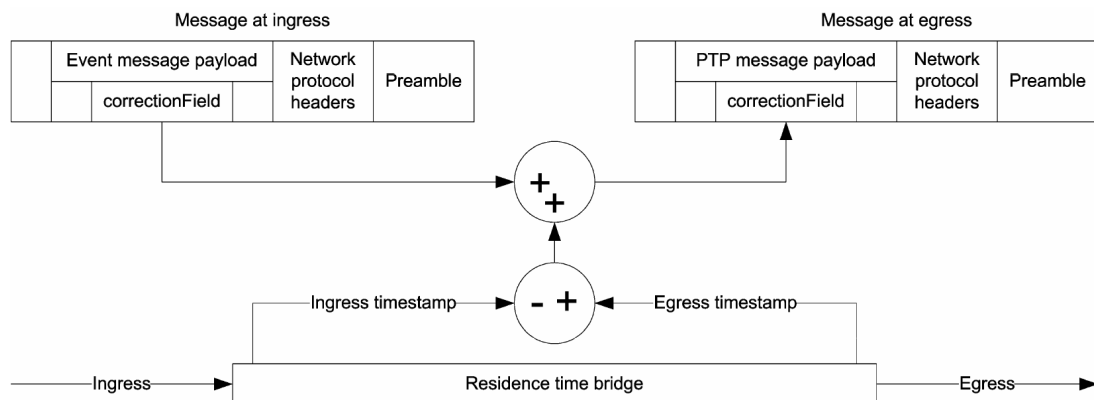 Message at ingress
Message at egress
Event message payload
correctionField
Network
protocol
headers
Preamble
PTP message payload
correctionField
Network
protocol
headers
Preamble
+
+
Ingress timestamp
- +
Egress timestamp
Ingress
Residence time bridge
Egress